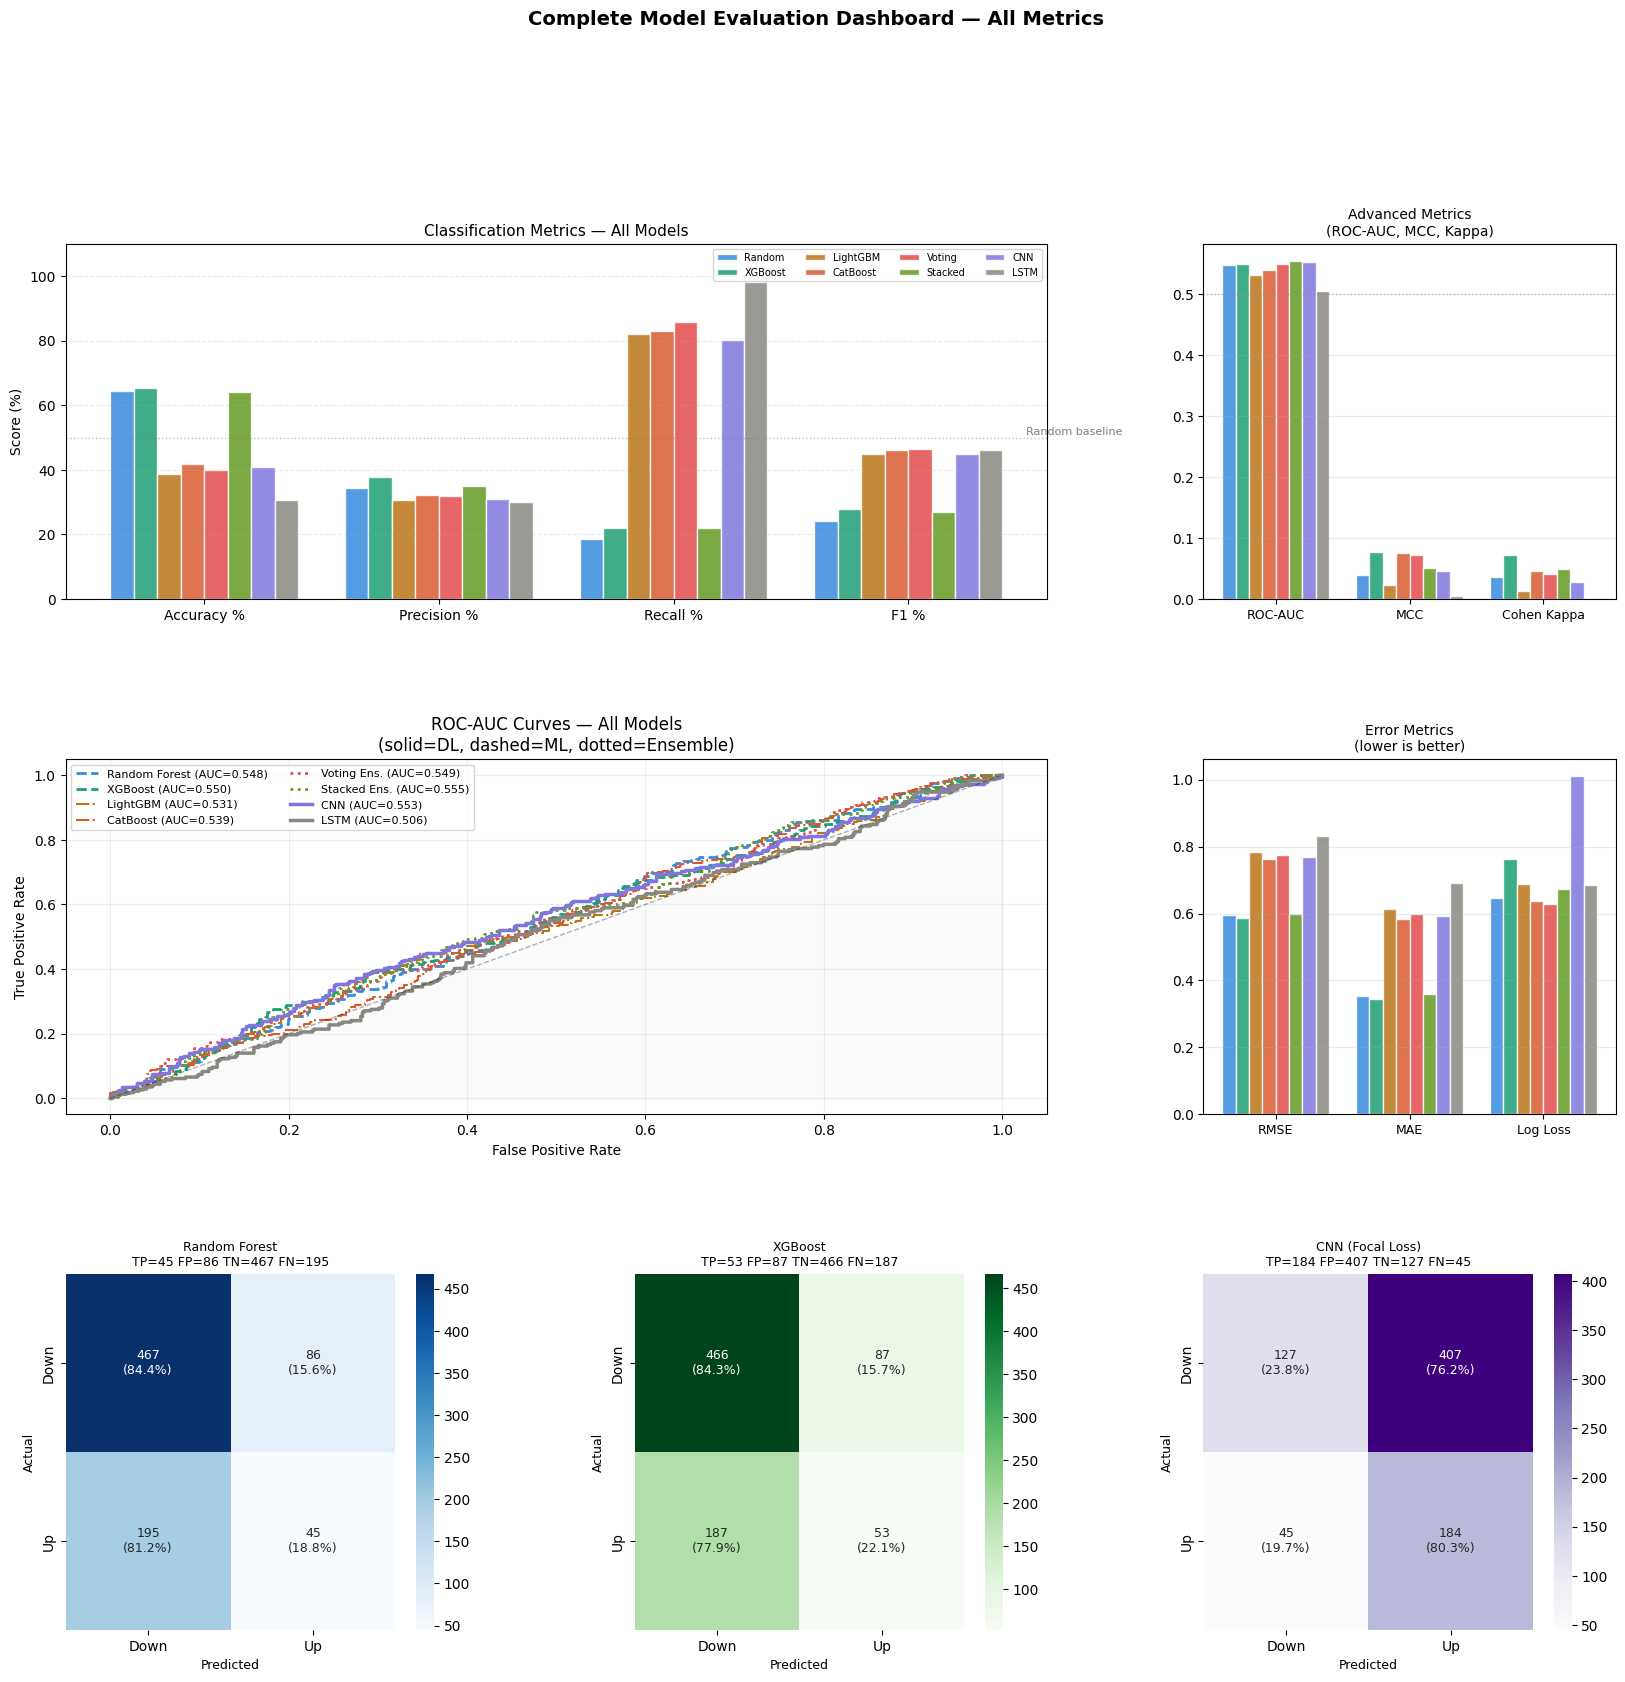 Complete Model Evaluation Dashboard — All Metrics
Classification Metrics — All Models
Score (%)
100
80
60
40
20
0
Random
XGBoost
LightGBM
CatBoost
Voting
Stacked
CNN
LSTM
Random baseline
Accuracy %
Precision %
Recall %
F1 %
Advanced Metrics
(ROC-AUC, MCC, Kappa)
0.5
0.4
0.3
0.2
0.1
0.0
ROC-AUC
MCC
Cohen Kappa
ROC-AUC Curves — All Models
(solid=DL, dashed=ML, dotted=Ensemble)
True Positive Rate
1.0
0.8
0.6
0.4
0.2
0.0
Random Forest (AUC=0.548)
XGBoost (AUC=0.550)
LightGBM (AUC=0.531)
CatBoost (AUC=0.539)
Voting Ens. (AUC=0.549)
Stacked Ens. (AUC=0.555)
CNN (AUC=0.553)
LSTM (AUC=0.506)
0.0
0.2
0.4
0.6
0.8
1.0
False Positive Rate
Error Metrics
(lower is better)
1.0
0.8
0.6
0.4
0.2
0.0
RMSE
MAE
Log Loss
Random Forest
TP=45 FP=86 TN=467 FN=195
Actual
Down
Up
467
(84.4%)
86
(15.6%)
195
(81.2%)
45
(18.8%)
Down
Up
Predicted
450
400
350
300
250
200
150
100
50
XGBoost
TP=53 FP=87 TN=466 FN=187
Actual
Down
Up
466
(84.3%)
87
(15.7%)
187
(77.9%)
53
(22.1%)
Down
Up
Predicted
450
400
350
300
250
200
150
100
CNN (Focal Loss)
TP=184 FP=407 TN=127 FN=45
Actual
Down
Up
127
(23.8%)
407
(76.2%)
45
(19.7%)
184
(80.3%)
Down
Up
Predicted
400
350
300
250
200
150
100
50